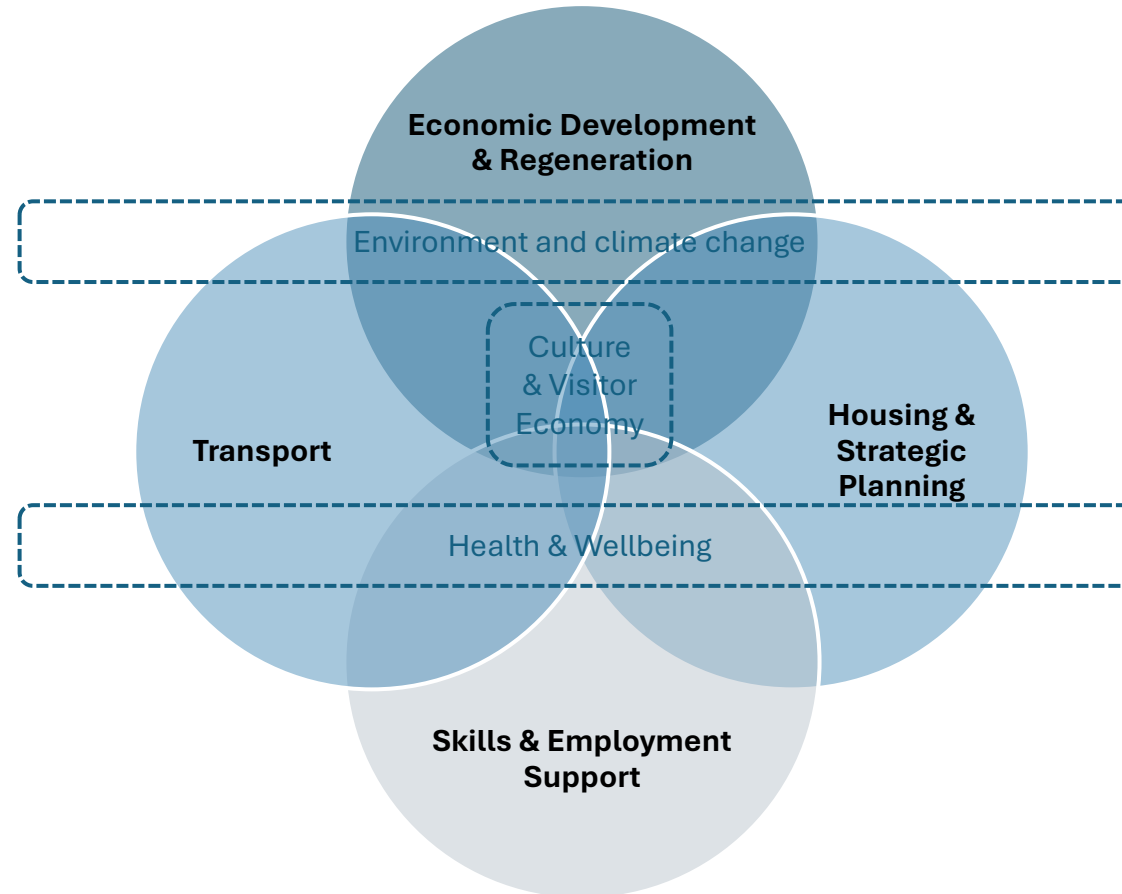 Economic Development
& Regeneration
Environment and climate change
Culture
& Visitor
Economy
Transport
Housing &
Strategic
Planning
Health & Wellbeing
Skills & Employment
Support